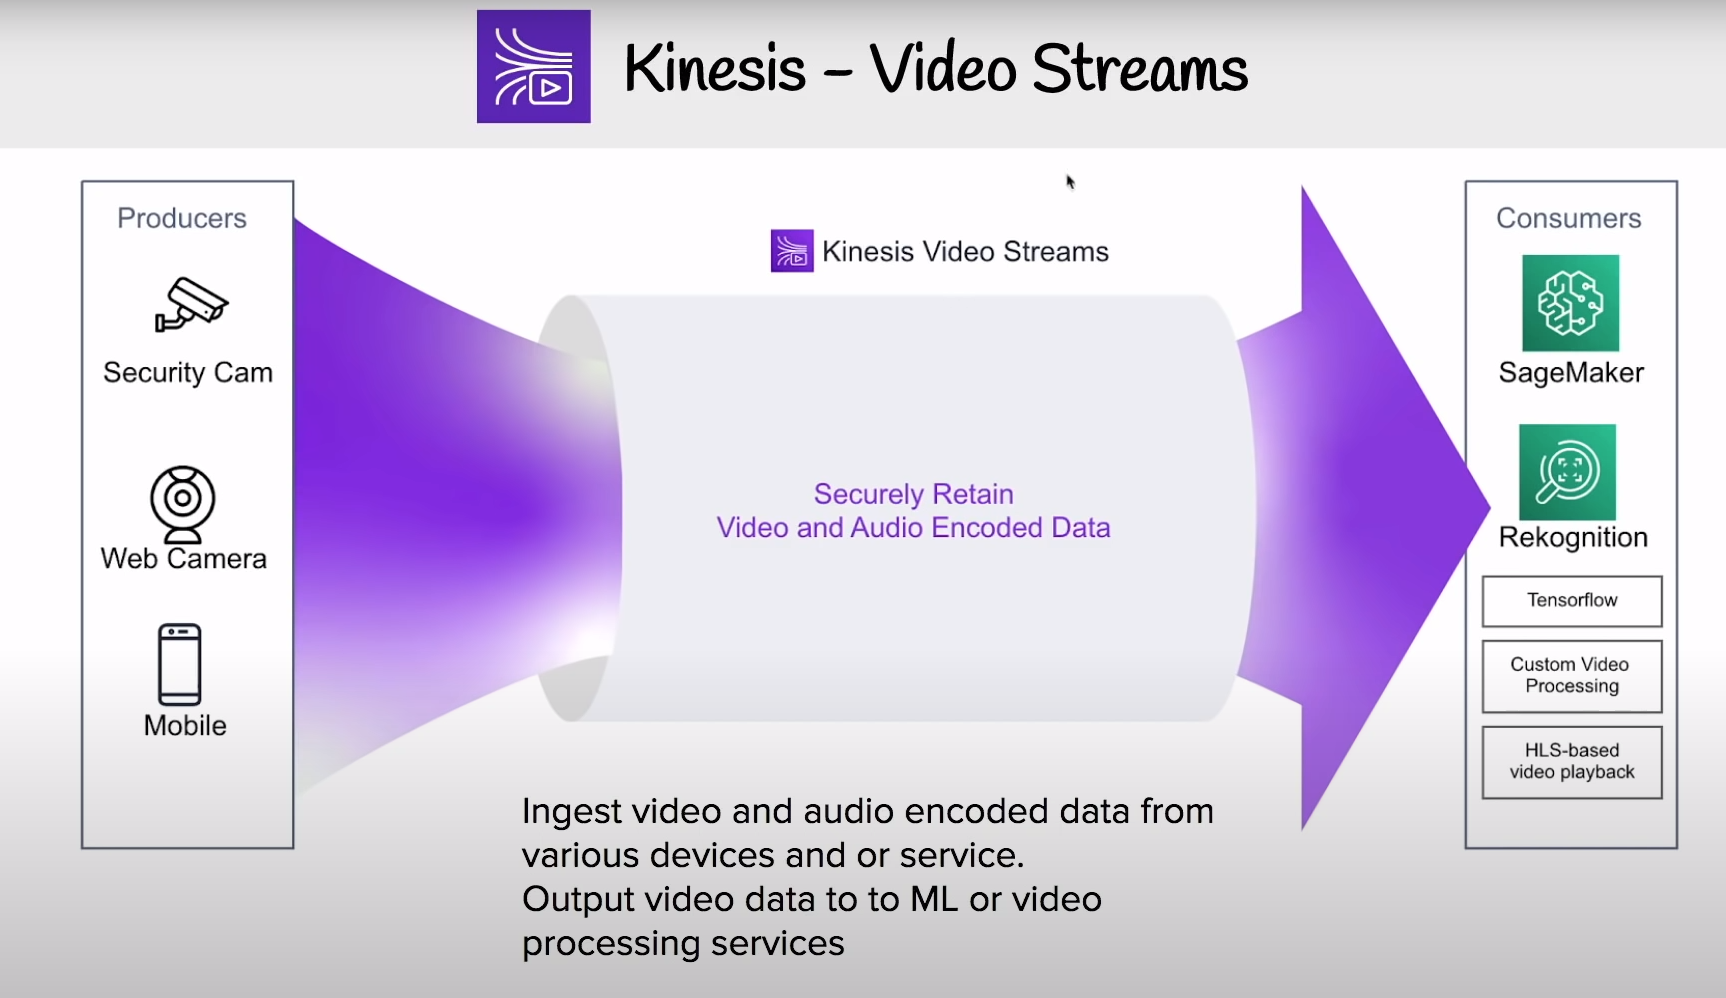 Kinesis – Video Streams
Producers
Security Cam
Web Camera
Mobile
Kinesis Video Streams
Securely Retain
Video and Audio Encoded Data
Consumers
SageMaker
Rekognition
Tensorflow
Custom Video
Processing
HLS-based
video playback
Ingest video and audio encoded data from
various devices and or service.
Output video data to to ML or video
processing services